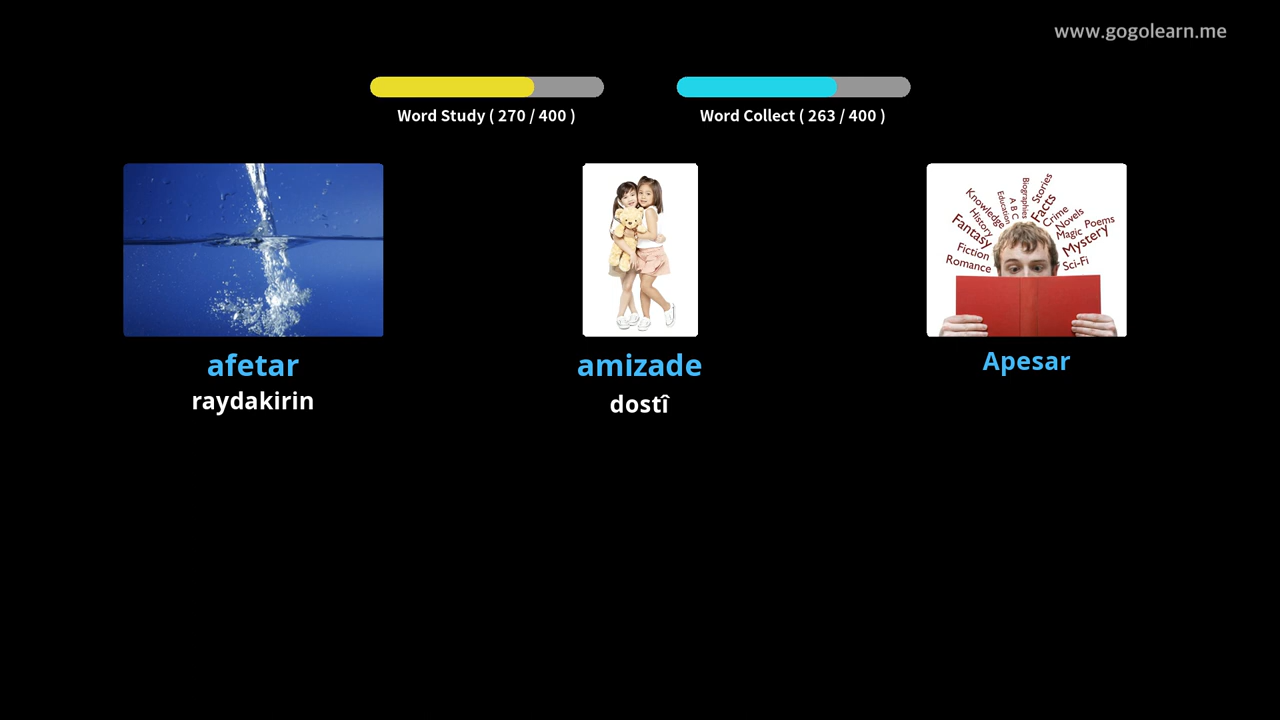 www.gogolearn.me
Word Study ( 270 / 400 )
Word Collect ( 263 / 400 )
Stories
Biographies
Facts
Education
A B C
Knowledge
Crime
Novels
History
Magic
Poems
Fantasy
Mystery
Fiction
Sci-Fi
Romance
afetar
raydakirin
amizade
dostî
Apesar